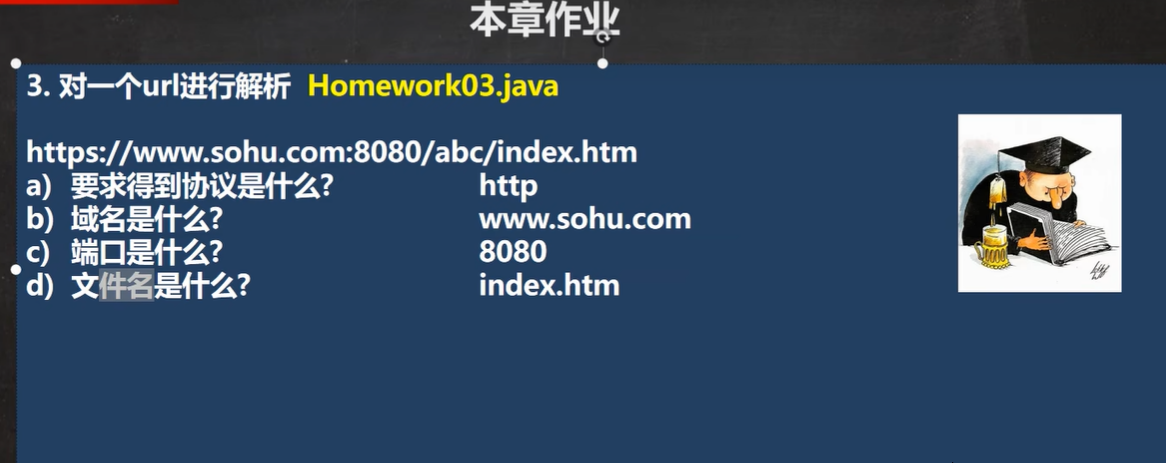 本章作业
3. 对一个url进行解析 Homework03.java
https://www.sohu.com:8080/abc/index.htm
a) 要求得到协议是什么? http
b) 域名是什么? www.sohu.com
c) 端口是什么? 8080
d) 文件名是什么? index.htm